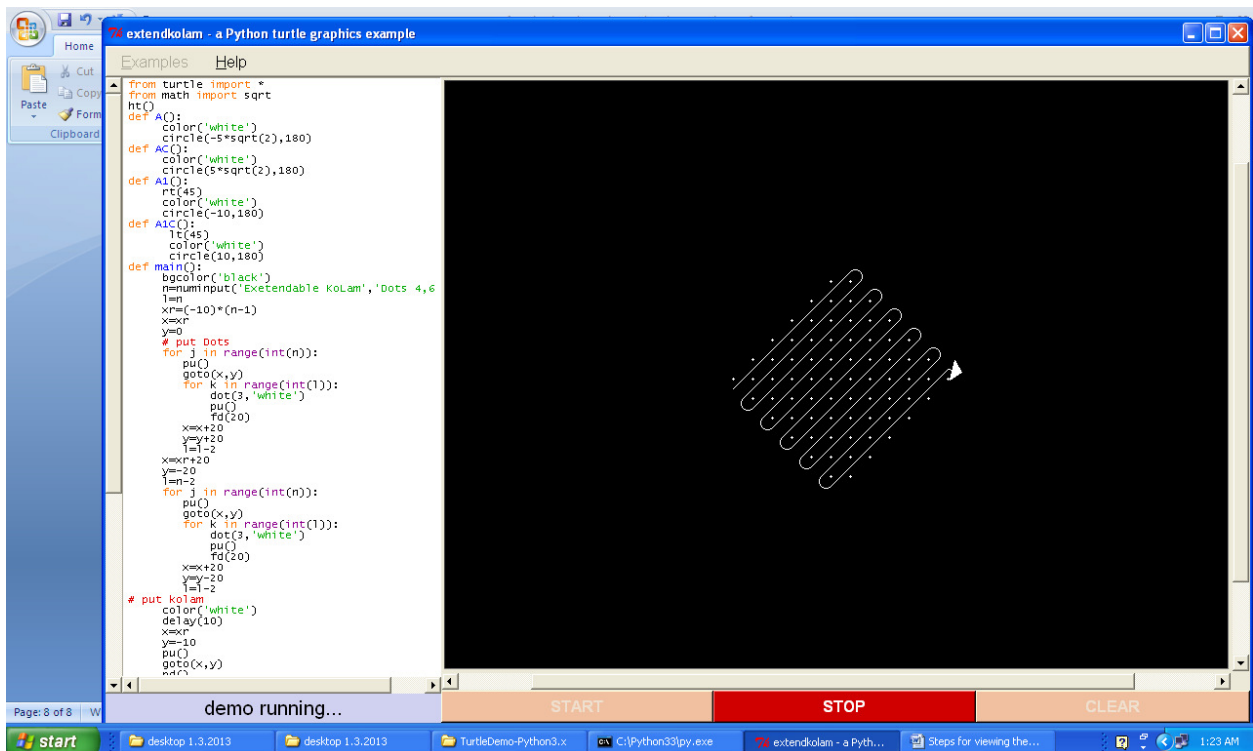 extendkolam - a Python turtle graphics example
Home
Examples Help
Cut
Copy
Paste
Form
Clipboard
from turtle import *
from math import sqrt
ht()
def A():
color('white')
circle(-5*sqrt(2),180)
def AC():
color('white')
circle(5*sqrt(2),180)
def A1():
rt(45)
color('white')
circle(-10,180)
def A1C():
lt(45)
color('white')
circle(10,180)
def main():
bgcolor('black')
n=numinput('Exetendable KoLam','Dots 4,6
l=n
xr=(-10)*(n-1)
x=xr
y=0
# put Dots
for j in range(int(n)):
pu()
goto(x,y)
for k in range(int(l)):
dot(3,'white')
pu()
fd(20)
x=x+20
y=y+20
l=l-2
x=xr+20
y=-20
l=n-2
for j in range(int(n)):
pu()
goto(x,y)
for k in range(int(l)):
dot(3,'white')
pu()
fd(20)
x=x+20
y=y-20
l=l-2
# put kolam
color('white')
delay(10)
x=xr
y=-10
pu()
goto(x,y)
Page: 8 of 8 W
demo running...
START
STOP
CLEAR
start
desktop 1.3.2013
desktop 1.3.2013
TurtleDemo-Python3.x
C:\Python33\py.exe
extendkolam - a Pyth...
Steps for viewing the...
1:23 AM